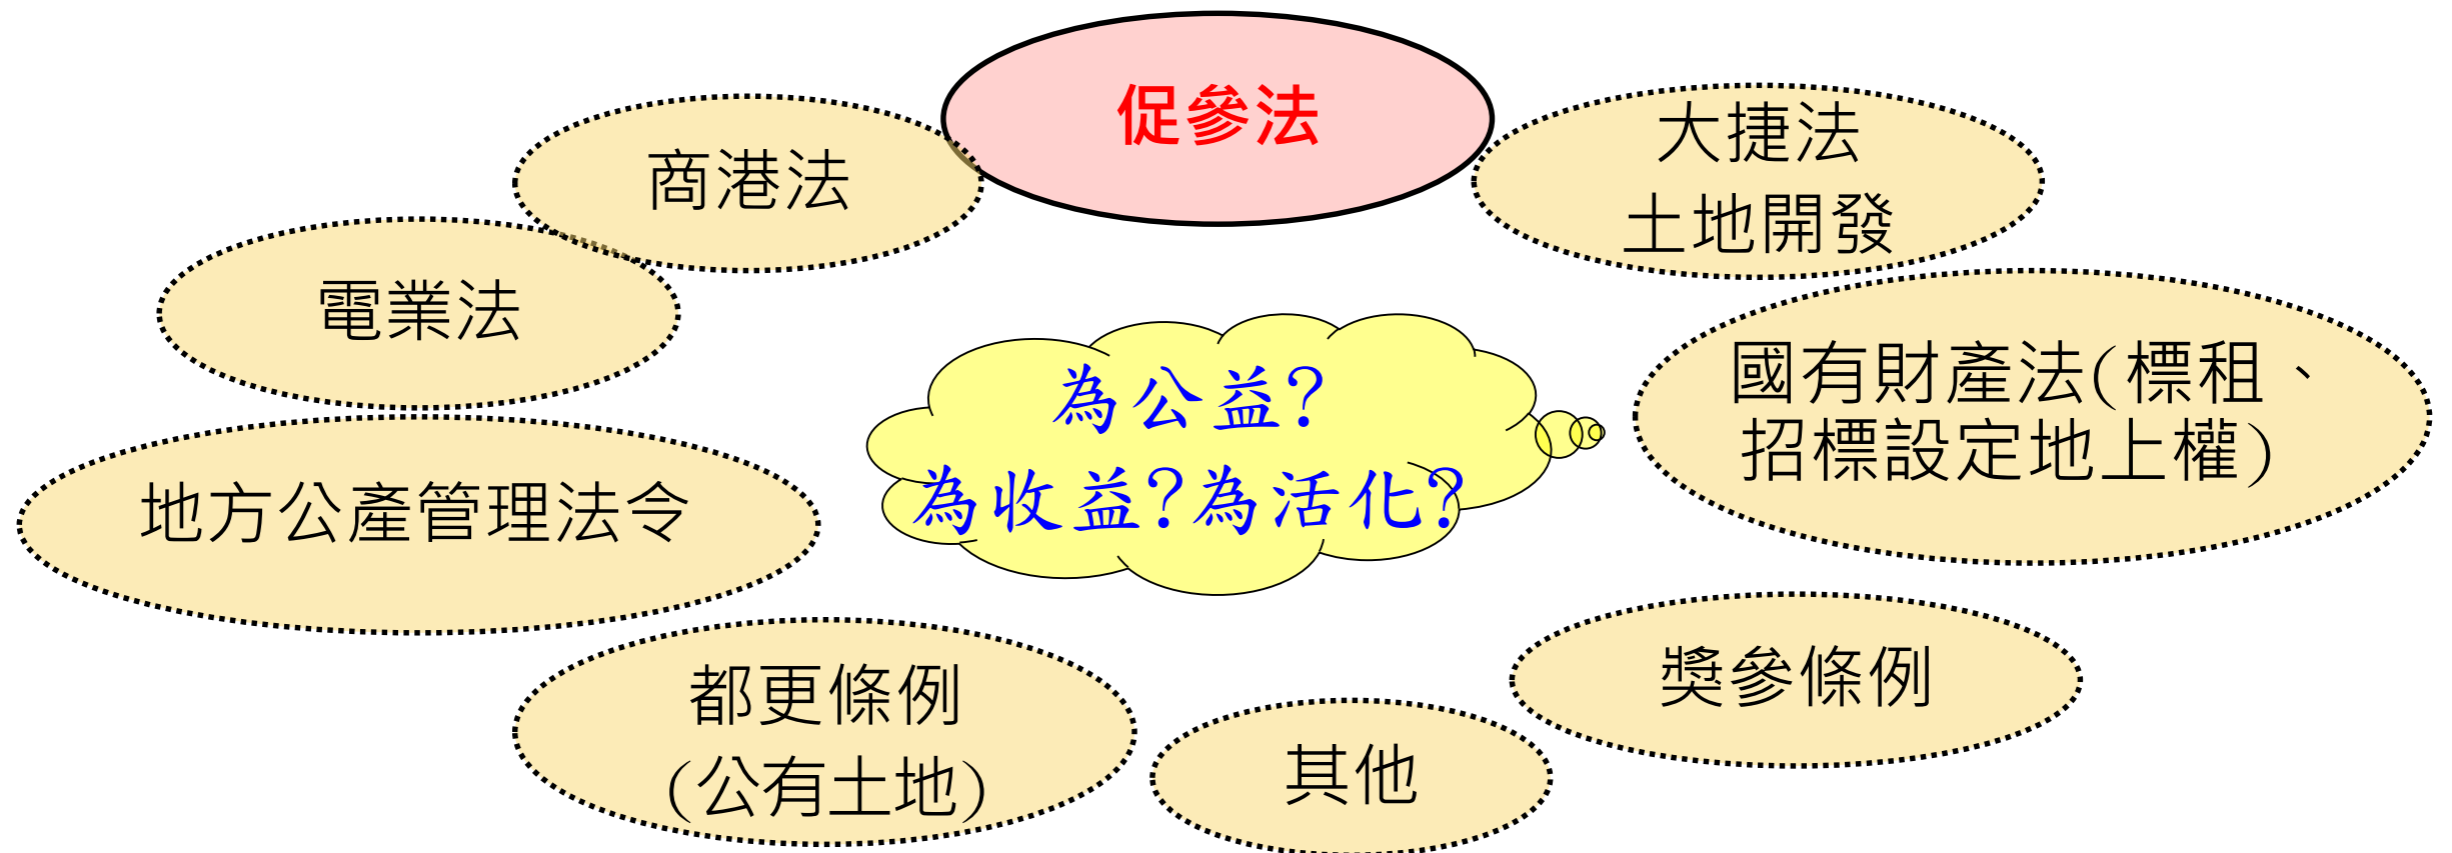 促參法
大捷法
土地開發
商港法
電業法
國有財產法(標租、
招標設定地上權)
為公益?
為收益?為活化?
地方公產管理法令
獎參條例
都更條例
(公有土地)
其他